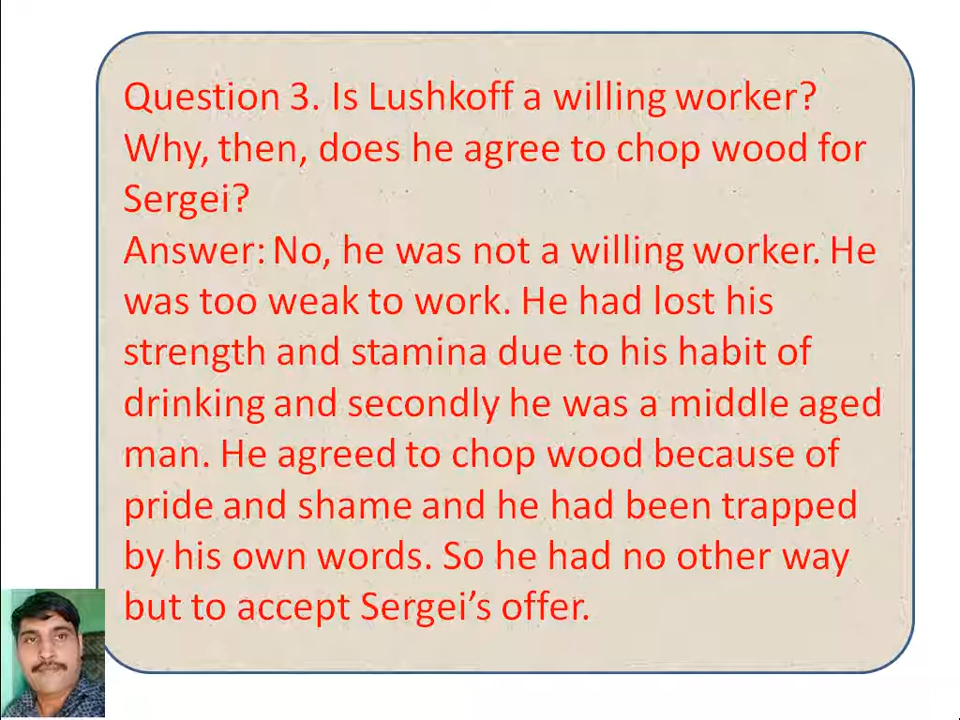 Question 3. Is Lushkoff a willing worker?
Why, then, does he agree to chop wood for
Sergei?
Answer: No, he was not a willing worker. He
was too weak to work. He had lost his
strength and stamina due to his habit of
drinking and secondly he was a middle aged
man. He agreed to chop wood because of
pride and shame and he had been trapped
by his own words. So he had no other way
but to accept Sergei’s offer.